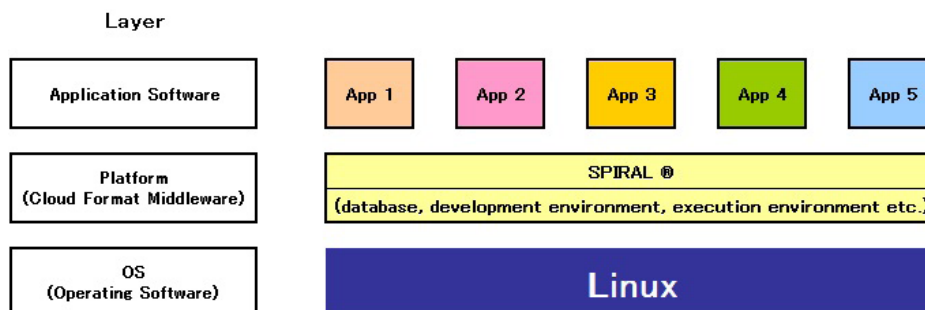 Layer
Application Software
App 1
App 2
App 3
App 4
App 5
Platform
(Cloud Format Middleware)
SPIRAL ®
(database, development environment, execution environment etc.)
OS
(Operating Software)
Linux